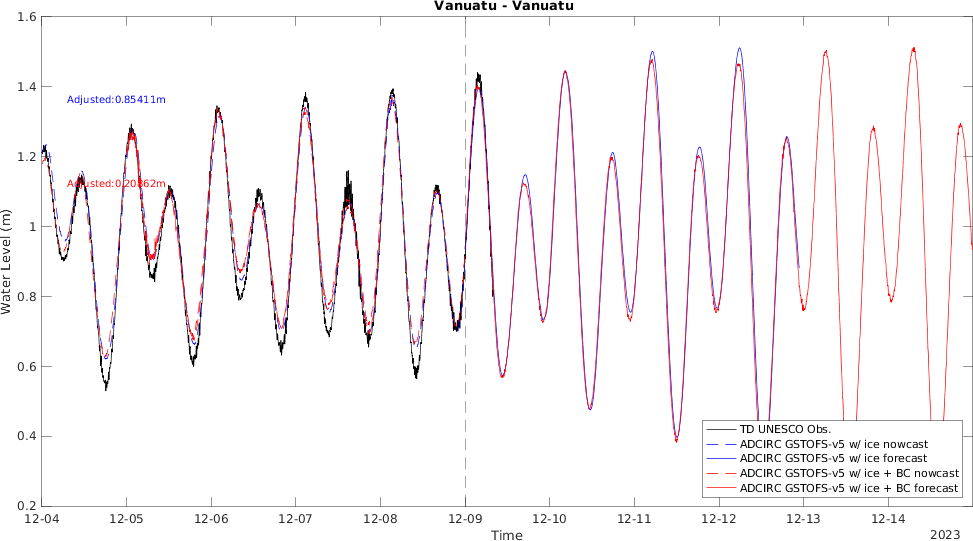 Vanuatu - Vanuatu
1.6
1.4
1.2
1
0.8
0.6
0.4
0.2
Water Level (m)
Adjusted:0.85411m
Adjusted:0.20862m
TD UNESCO Obs.
ADCIRC GSTOFS-v5 w/ ice nowcast
ADCIRC GSTOFS-v5 w/ ice forecast
ADCIRC GSTOFS-v5 w/ ice + BC nowcast
ADCIRC GSTOFS-v5 w/ ice + BC forecast
12-04 12-05 12-06 12-07 12-08 12-09 12-10 12-11 12-12 12-13 12-14
Time
2023